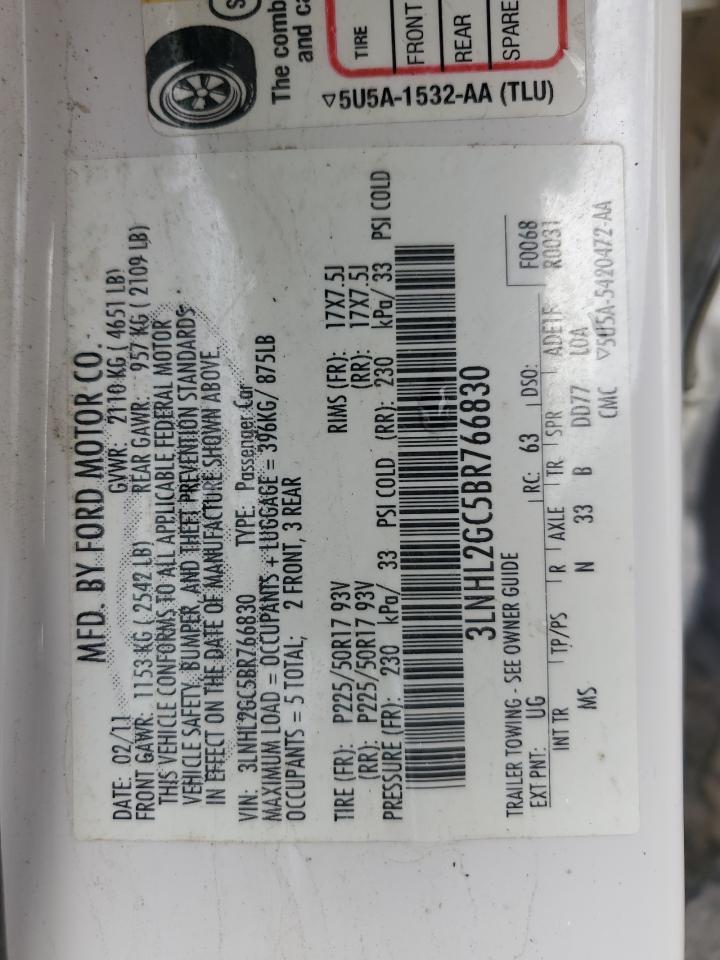 MFD. BY FORD MOTOR CO.
DATE: 02/11 GVWR: 2110 KG ( 4651 LB)
FRONT GAWR: 1153 KG ( 2542 LB) REAR GAWR: 957 KG ( 2109 LB)
THIS VEHICLE CONFORMS TO ALL APPLICABLE FEDERAL MOTOR
VEHICLE SAFETY, BUMPER, AND THEFT PREVENTION STANDARDS
IN EFFECT ON THE DATE OF MANUFACTURE SHOWN ABOVE.
VIN: 3LNHL2GC5BR766830 TYPE: Passenger Car
MAXIMUM LOAD = OCCUPANTS + LUGGAGE = 396KG/ 875LB
OCCUPANTS = 5 TOTAL; 2 FRONT, 3 REAR
TIRE (FR): P225/50R17 93V RIMS (FR): 17X7.5J
(RR): P225/50R17 93V (RR): 17X7.5J
PRESSURE (FR): 230 kPa/ 33 PSI COLD (RR): 230 kPa/ 33 PSI COLD
3LNHL2GC5BR766830
TRAILER TOWING - SEE OWNER GUIDE
EXT PNT: UG RC: 63 DSO: F0068
INT TR TP/PS R AXLE TR SPR R0031
MS N 33 B DD77 LOA
CMC ▽5U5A-5420472-AA
The comb
and ca
TIRE
FRONT
REAR
SPARE
▽5U5A-1532-AA (TLU)